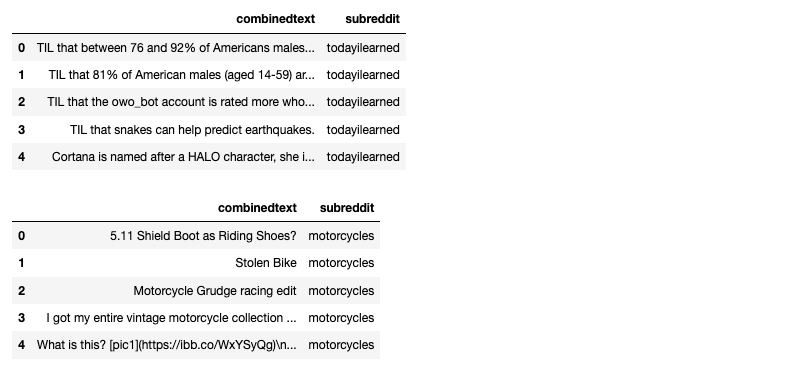 combinedtext subreddit
0 TIL that between 76 and 92% of Americans males... todayilearned
1 TIL that 81% of American males (aged 14-59) ar... todayilearned
2 TIL that the owo_bot account is rated more who... todayilearned
3 TIL that snakes can help predict earthquakes. todayilearned
4 Cortana is named after a HALO character, she i... todayilearned
combinedtext subreddit
0 5.11 Shield Boot as Riding Shoes? motorcycles
1 Stolen Bike motorcycles
2 Motorcycle Grudge racing edit motorcycles
3 I got my entire vintage motorcycle collection ... motorcycles
4 What is this? [pic1](https://ibb.co/WxYSyQg)\n... motorcycles